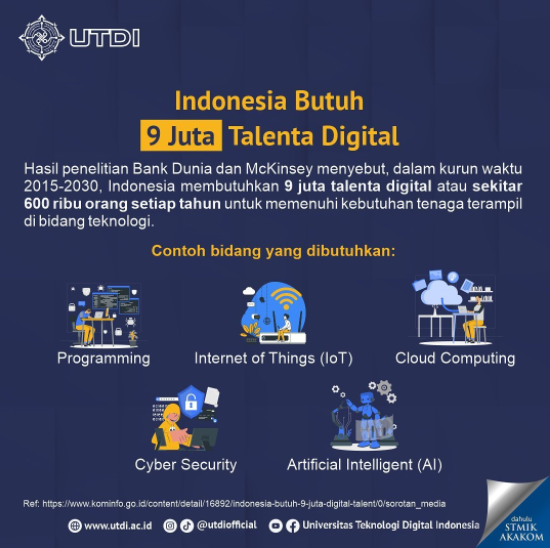 UTDI
Indonesia Butuh
9 Juta Talenta Digital
Hasil penelitian Bank Dunia dan McKinsey menyebut, dalam kurun waktu
2015-2030, Indonesia membutuhkan 9 juta talenta digital atau sekitar
600 ribu orang setiap tahun untuk memenuhi kebutuhan tenaga terampil
di bidang teknologi.
Contoh bidang yang dibutuhkan:
Programming
Internet of Things (IoT)
Cloud Computing
Cyber Security
Artificial Intelligent (AI)
Ref: https://www.kominfo.go.id/content/detail/16892/indonesia-butuh-9-juta-digital-talent/0/sorotan_media
www.utdi.ac.id
@utdiofficial
Universitas Teknologi Digital Indonesia
dahulu
STMIK
AKAKOM